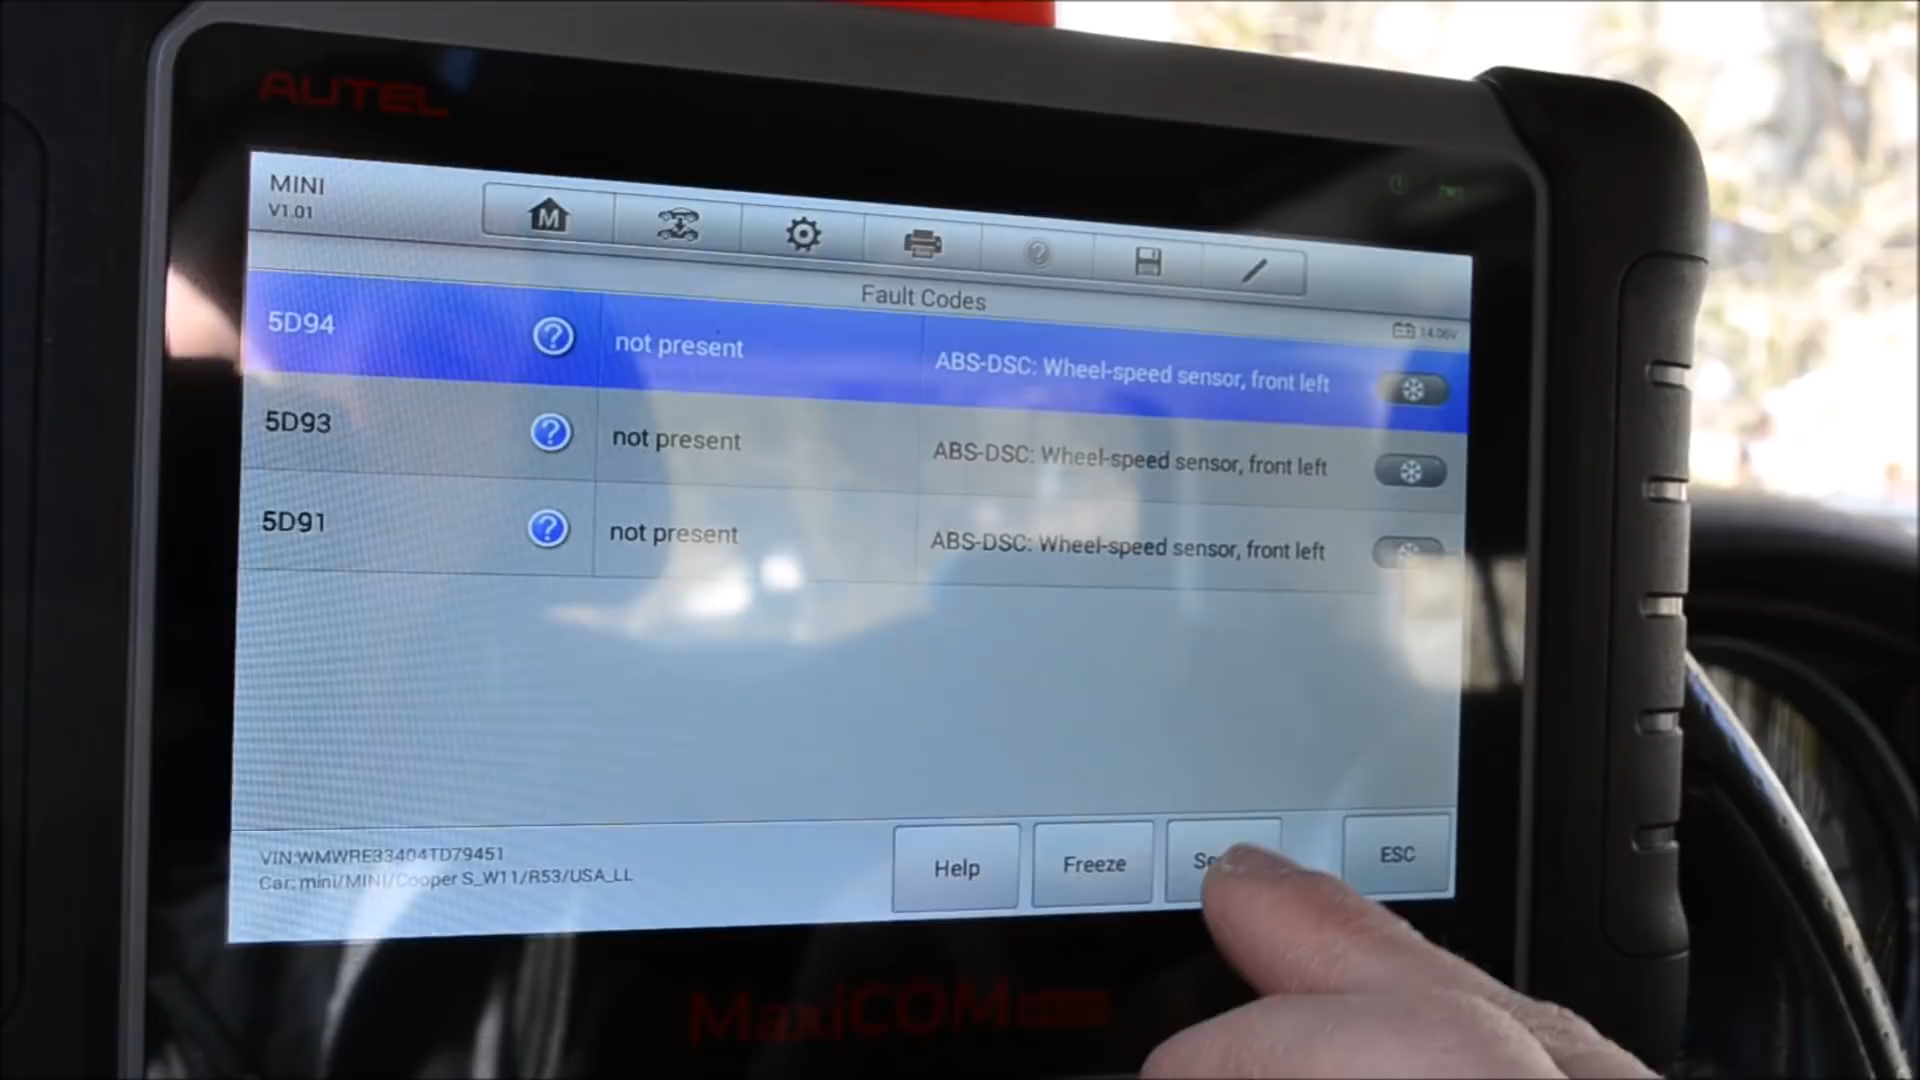 AUTEL
MINI
V1.01
M
Fault Codes
14.06V
5D94 not present ABS-DSC: Wheel-speed sensor, front left
5D93 not present ABS-DSC: Wheel-speed sensor, front left
5D91 not present ABS-DSC: Wheel-speed sensor, front left
VIN:WMWRE33404TD79451
Car: mini/MINI/Cooper S_W11/R53/USA_LL
Help Freeze ESC
MaxiCOM